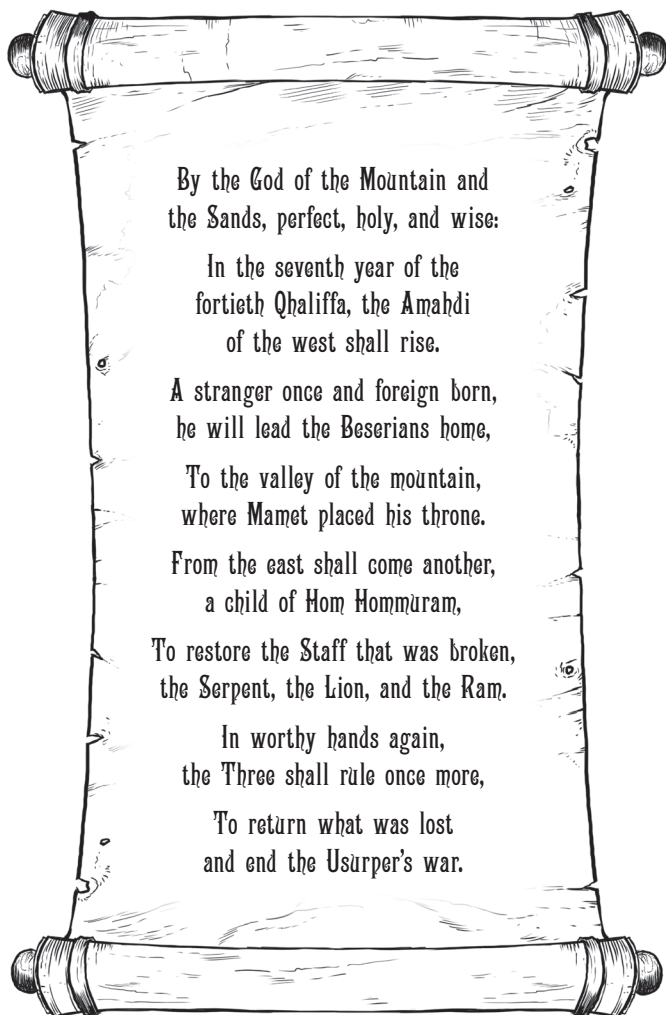 By the God of the Mountain and
the Sands, perfect, holy, and wise:
In the seventh year of the
fortieth Qhaliffa, the Amahdi
of the west shall rise.
A stranger once and foreign born,
he will lead the Beserians home,
To the valley of the mountain,
where Mamet placed his throne.
From the east shall come another,
a child of Hom Hommuram,
To restore the Staff that was broken,
the Serpent, the Lion, and the Ram.
In worthy hands again,
the Three shall rule once more,
To return what was lost
and end the Usurper's war.